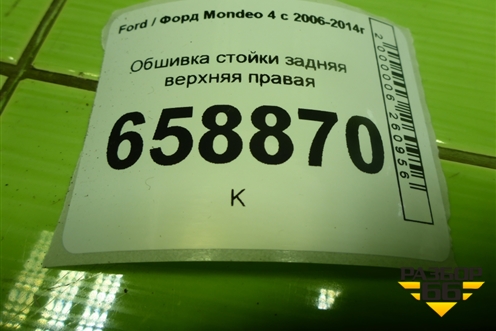 Ford / Форд Mondeo 4 с 2006-2014г
Обшивка стойки задняя
верхняя правая
658870
К
2000006260956
РАЗБОР
66